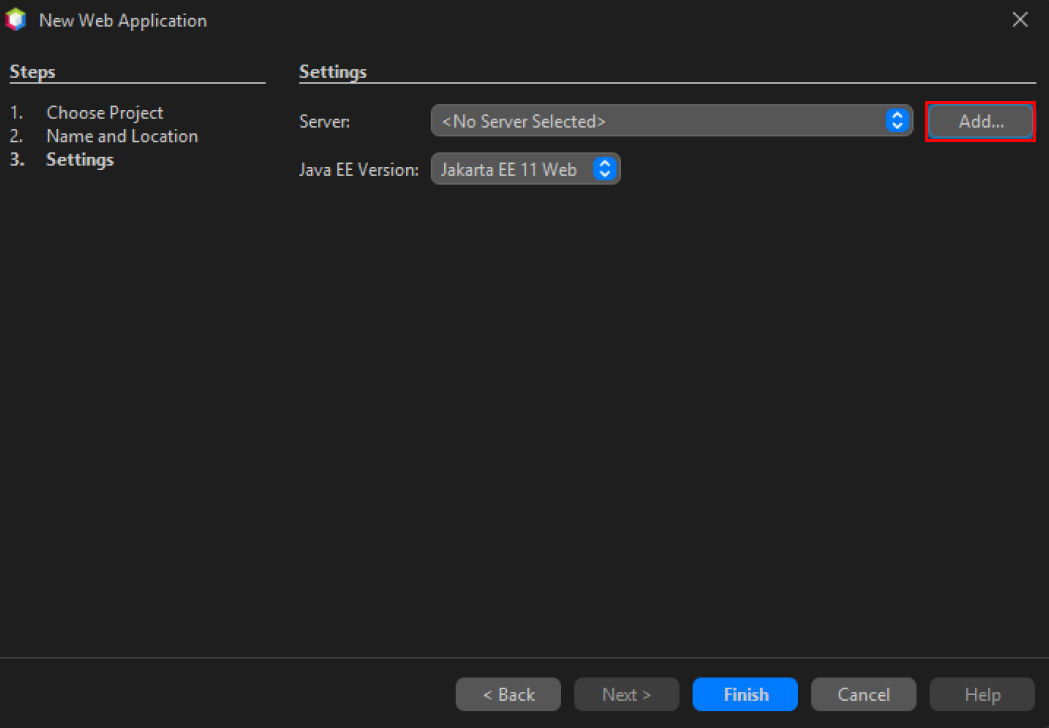 New Web Application
Steps
1. Choose Project
2. Name and Location
3. Settings
Settings
Server: <No Server Selected> Add...
Java EE Version: Jakarta EE 11 Web
< Back Next > Finish Cancel Help